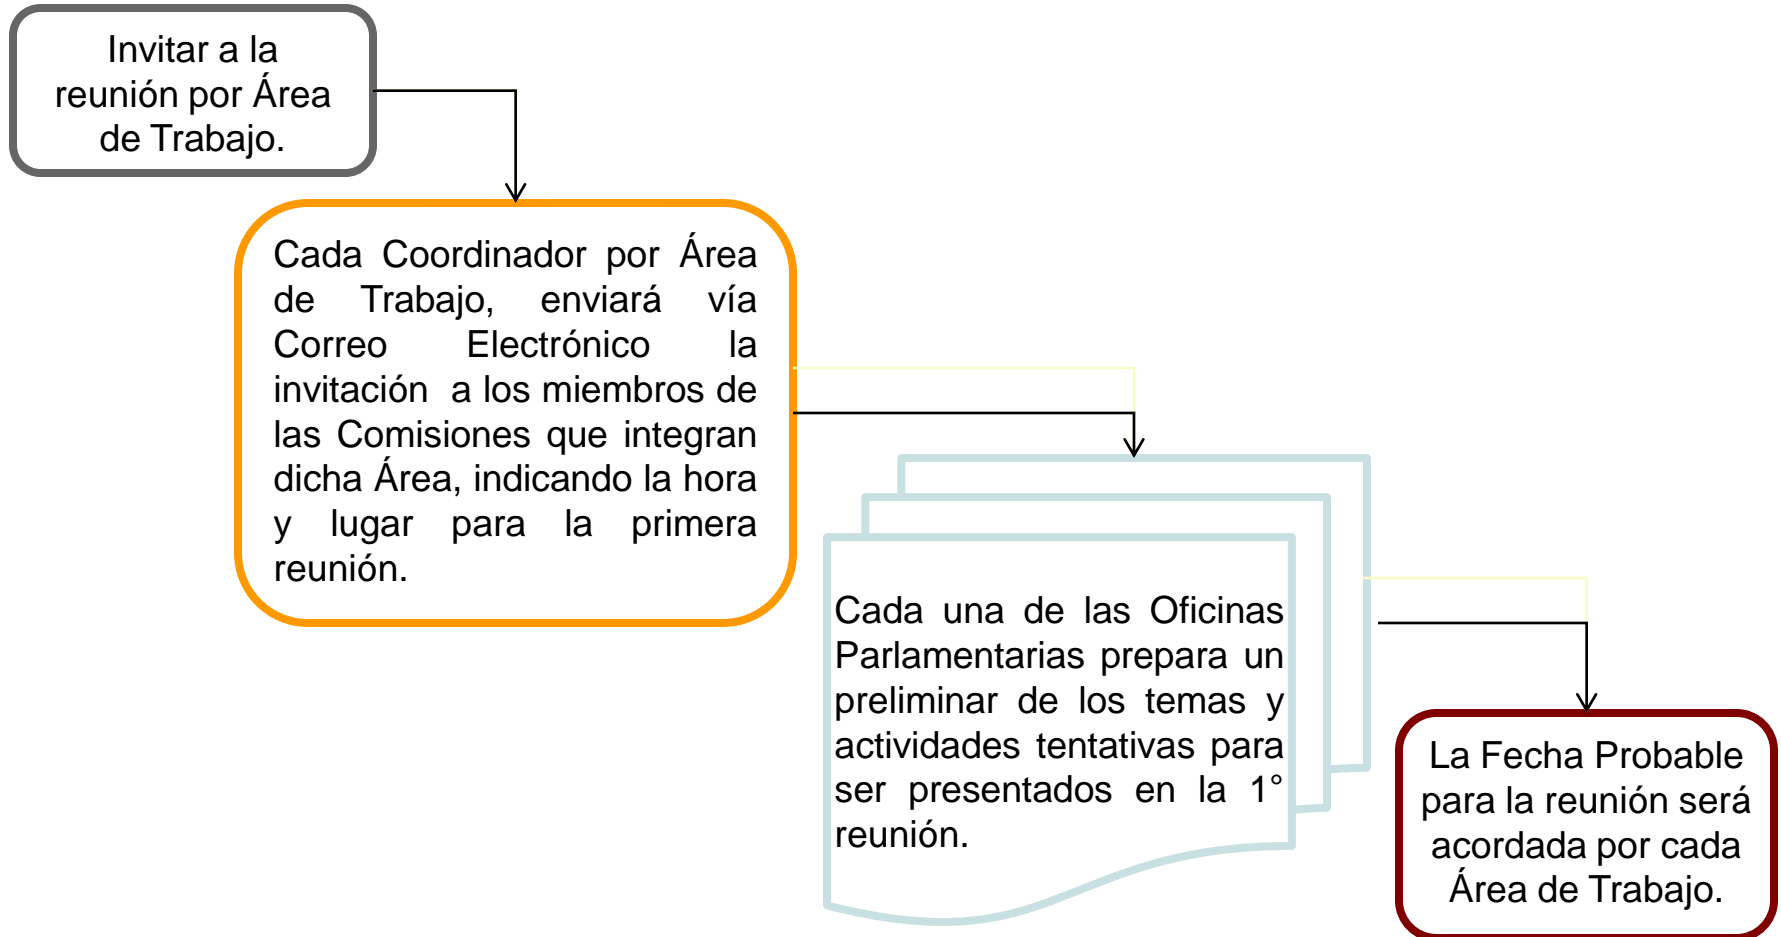 Invitar a la
reunión por Área
de Trabajo.
Cada Coordinador por Área
de Trabajo, enviará vía
Correo Electrónico la
invitación a los miembros de
las Comisiones que integran
dicha Área, indicando la hora
y lugar para la primera
reunión.
Cada una de las Oficinas
Parlamentarias prepara un
preliminar de los temas y
actividades tentativas para
ser presentados en la 1°
reunión.
La Fecha Probable
para la reunión será
acordada por cada
Área de Trabajo.